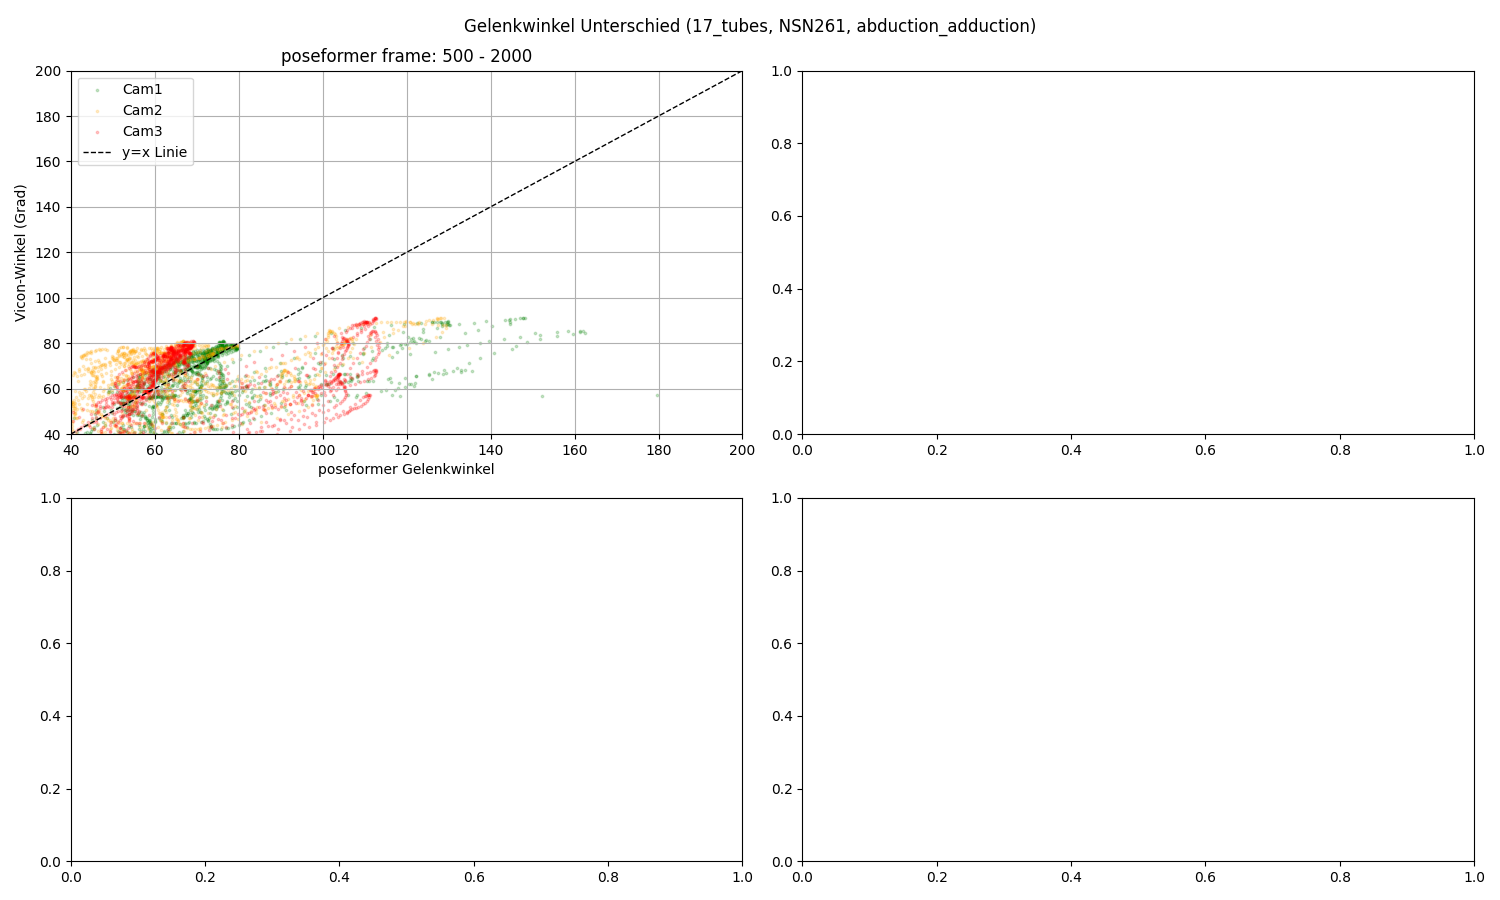 Gelenkwinkel Unterschied (17_tubes, NSN261, abduction_adduction)
poseformer frame: 500 - 2000
Cam1
Cam2
Cam3
y=x Linie
Vicon-Winkel (Grad)
200
180
160
140
120
100
80
60
40
40 60 80 100 120 140 160 180 200
poseformer Gelenkwinkel
1.0
0.8
0.6
0.4
0.2
0.0
0.0 0.2 0.4 0.6 0.8 1.0
1.0
0.8
0.6
0.4
0.2
0.0
0.0 0.2 0.4 0.6 0.8 1.0
1.0
0.8
0.6
0.4
0.2
0.0
0.0 0.2 0.4 0.6 0.8 1.0